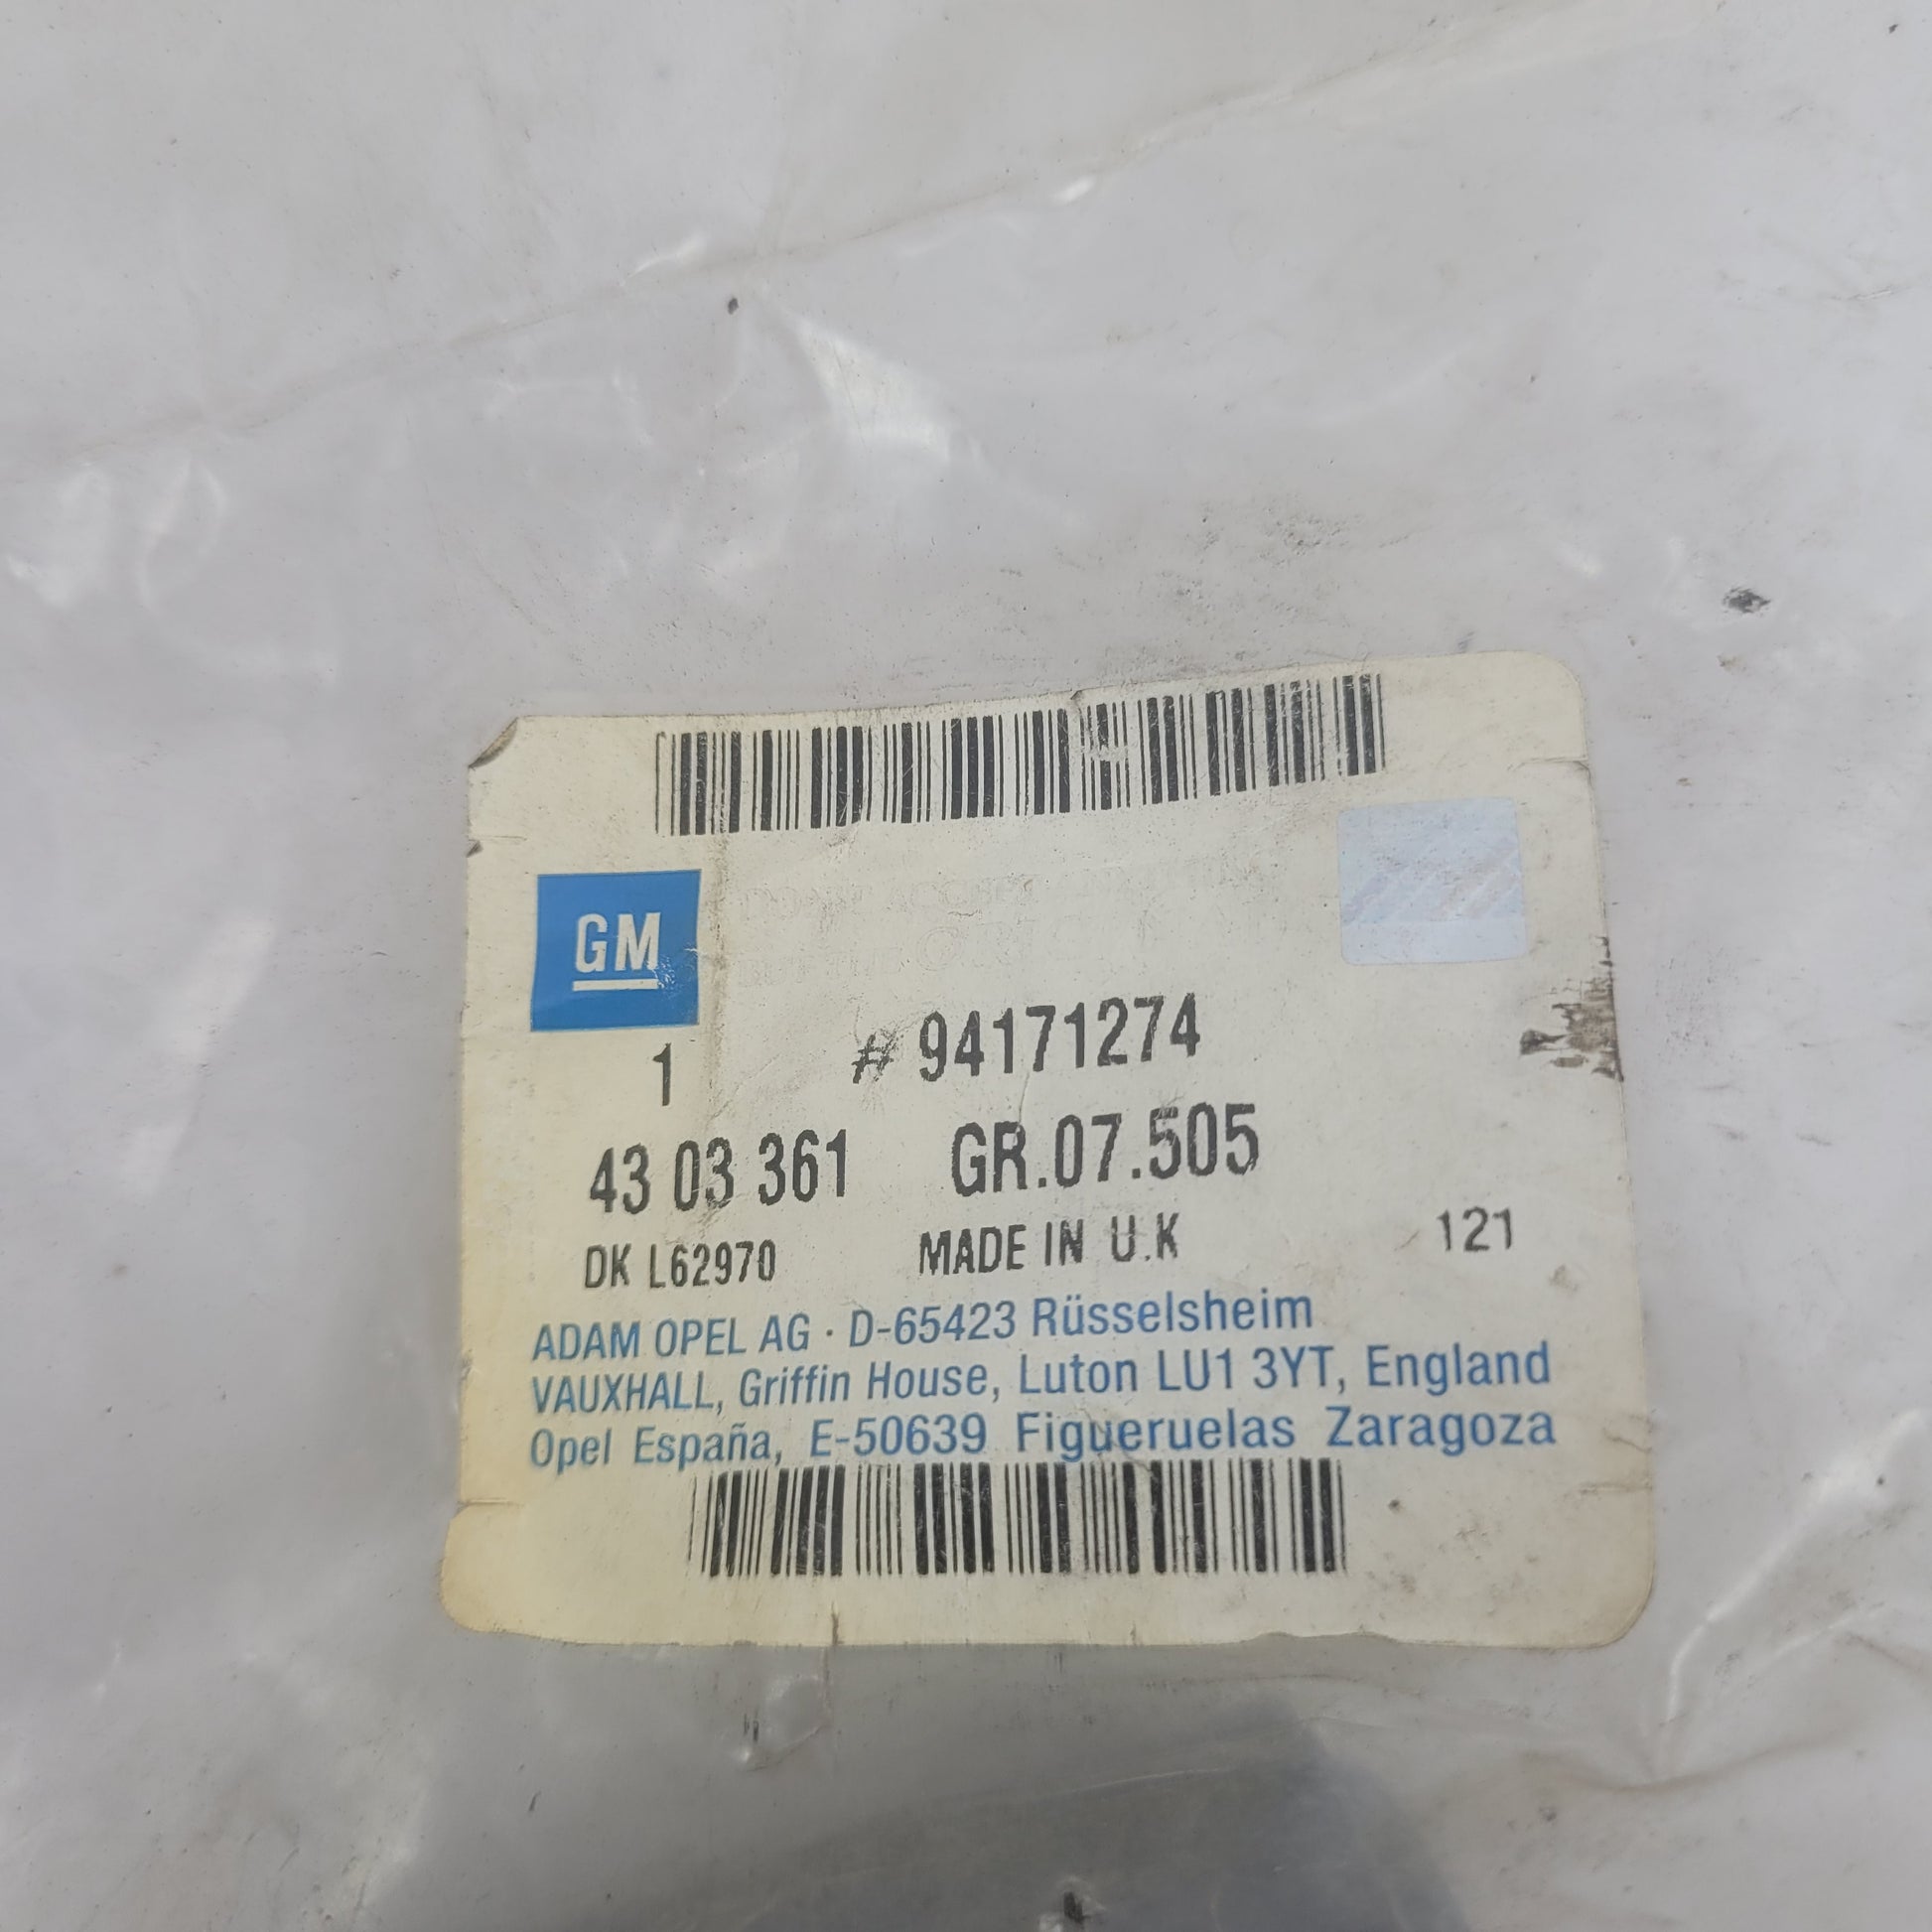 GM
1 # 94171274
43 03 361 GR.07.505
DK L62970 MADE IN U.K 121
ADAM OPEL AG · D-65423 Rüsselsheim
VAUXHALL, Griffin House, Luton LU1 3YT, England
Opel España, E-50639 Figueruelas Zaragoza